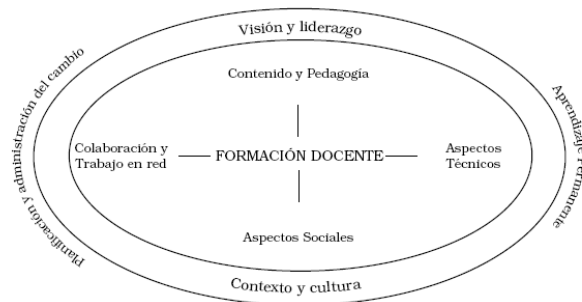 Visión y liderazgo
Contenido y Pedagogía
Planificación y administración del cambio
Colaboración y
Trabajo en red
FORMACIÓN DOCENTE
Aspectos
Técnicos
Aprendizaje Permanente
Aspectos Sociales
Contexto y cultura